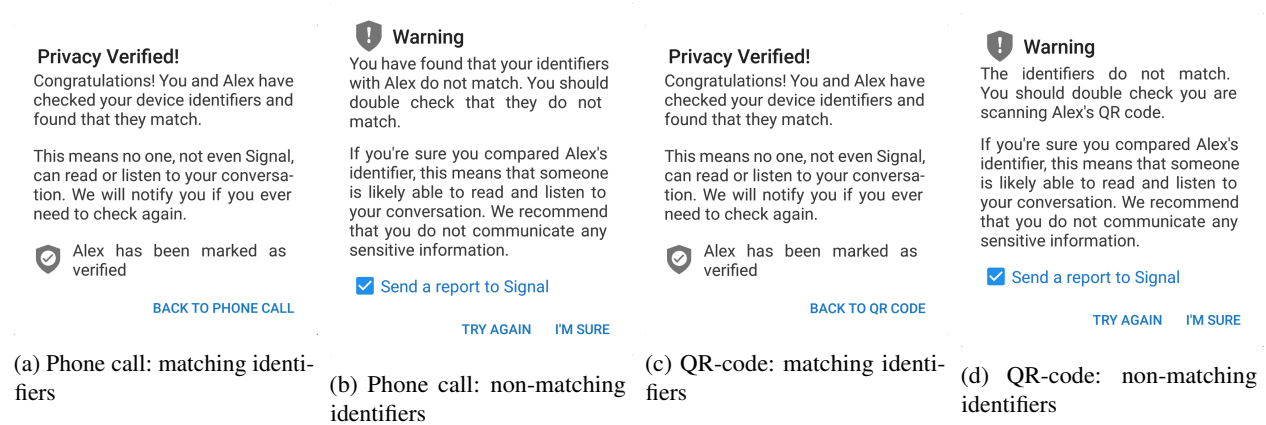 Privacy Verified!
Congratulations! You and Alex have
checked your device identifiers and
found that they match.
This means no one, not even Signal,
can read or listen to your conversa-
tion. We will notify you if you ever
need to check again.
Alex has been marked as
verified
BACK TO PHONE CALL
(a) Phone call: matching identi-
fiers
Warning
You have found that your identifiers
with Alex do not match. You should
double check that they do not
match.
If you're sure you compared Alex's
identifier, this means that someone
is likely able to read and listen to
your conversation. We recommend
that you do not communicate any
sensitive information.
Send a report to Signal
TRY AGAIN I'M SURE
(b) Phone call: non-matching
identifiers
Privacy Verified!
Congratulations! You and Alex have
checked your device identifiers and
found that they match.
This means no one, not even Signal,
can read or listen to your conversa-
tion. We will notify you if you ever
need to check again.
Alex has been marked as
verified
BACK TO QR CODE
(c) QR-code: matching identi-
fiers
Warning
The identifiers do not match.
You should double check you are
scanning Alex's QR code.
If you're sure you compared Alex's
identifier, this means that someone
is likely able to read and listen to
your conversation. We recommend
that you do not communicate any
sensitive information.
Send a report to Signal
TRY AGAIN I'M SURE
(d) QR-code: non-matching
identifiers